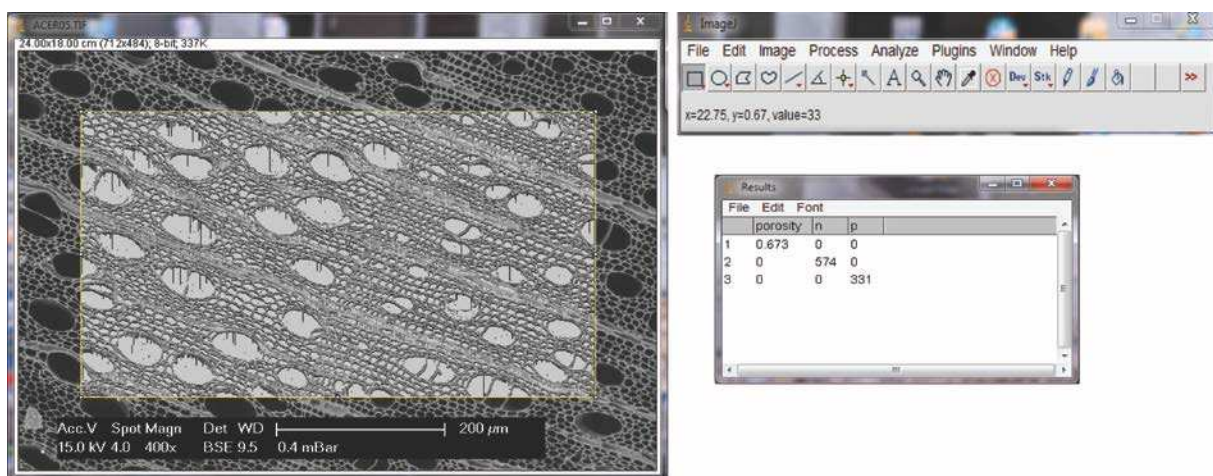 ACER05.TIF
24.00x18.00 cm (712x484); 8-bit; 337K
Acc.V Spot Magn Det WD 200 µm
15.0 kV 4.0 400x BSE 9.5 0.4 mBar
ImageJ
File Edit Image Process Analyze Plugins Window Help
A Dev Stk >>
x=22.75, y=0.67, value=33
Results
File Edit Font
porosity n p
1 0.673 0 0
2 0 574 0
3 0 0 331